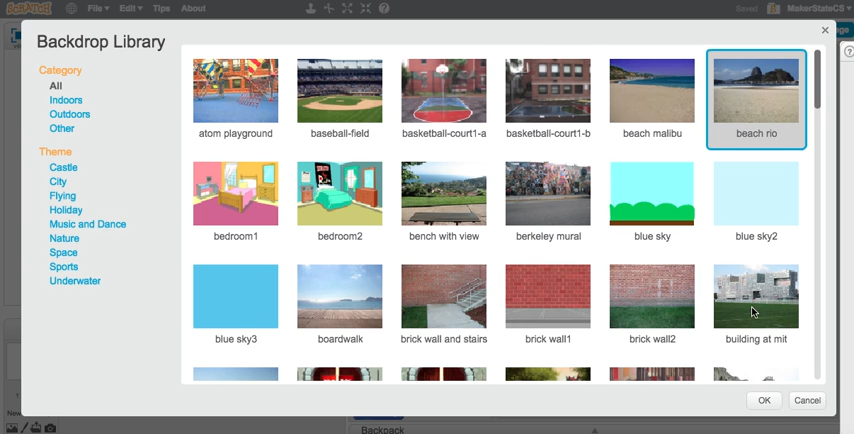 SCRATCH File▾ Edit▾ Tips About Saved MakerStateCS▾
Backdrop Library
Category
All
Indoors
Outdoors
Other
Theme
Castle
City
Flying
Holiday
Music and Dance
Nature
Space
Sports
Underwater
atom playground baseball-field basketball-court1-a basketball-court1-b beach malibu beach rio
bedroom1 bedroom2 bench with view berkeley mural blue sky blue sky2
blue sky3 boardwalk brick wall and stairs brick wall1 brick wall2 building at mit
OK Cancel
New
Backpack